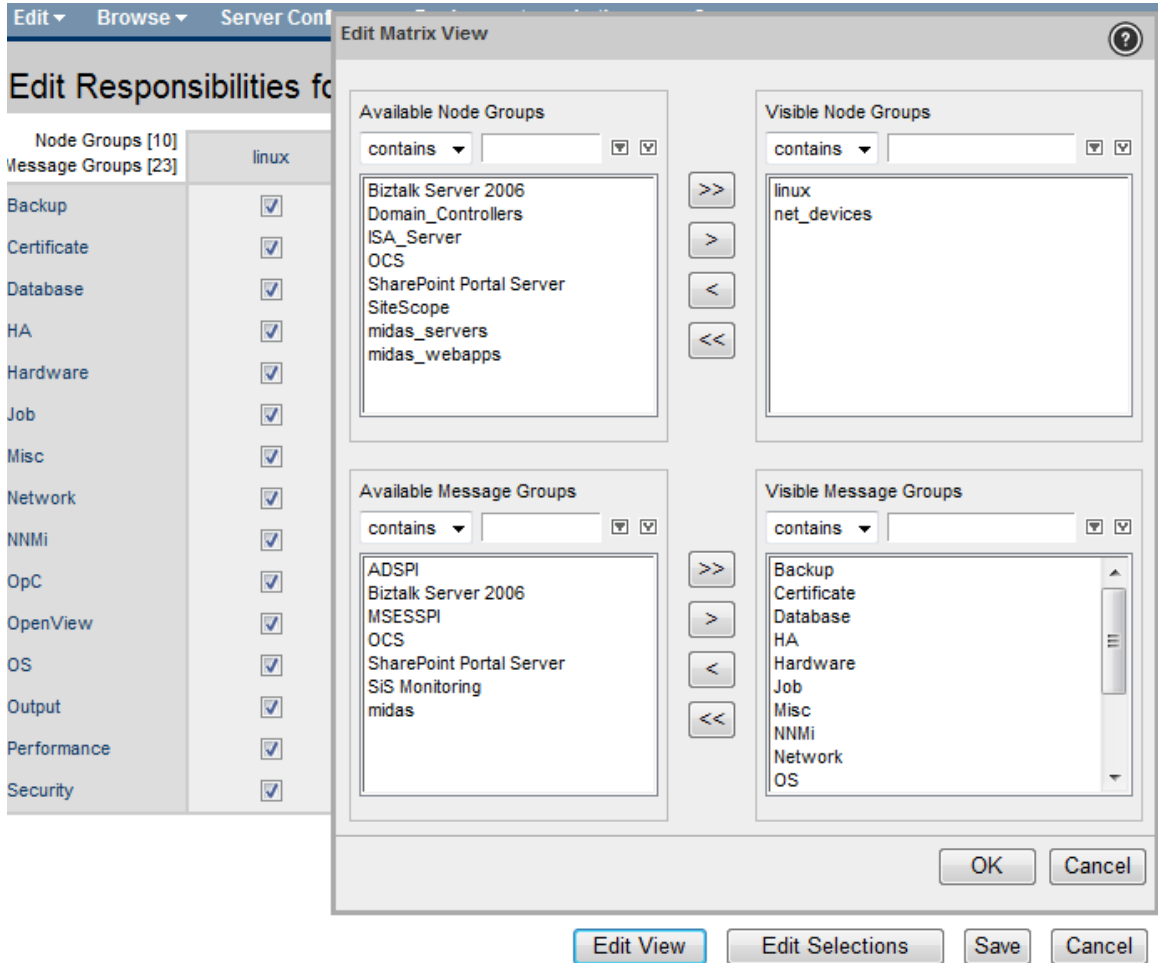 Edit Browse Server Conf
Edit Responsibilities fo
Node Groups [10]
Message Groups [23]
linux
Backup
Certificate
Database
HA
Hardware
Job
Misc
Network
NNMi
OpC
OpenView
OS
Output
Performance
Security
Edit Matrix View
Available Node Groups
contains
Biztalk Server 2006
Domain_Controllers
ISA_Server
OCS
SharePoint Portal Server
SiteScope
midas_servers
midas_webapps
>>
>
<
<<
Visible Node Groups
contains
linux
net_devices
Available Message Groups
contains
ADSPI
Biztalk Server 2006
MSESSPI
OCS
SharePoint Portal Server
SiS Monitoring
midas
>>
>
<
<<
Visible Message Groups
contains
Backup
Certificate
Database
HA
Hardware
Job
Misc
NNMi
Network
OS
OK Cancel
Edit View Edit Selections Save Cancel